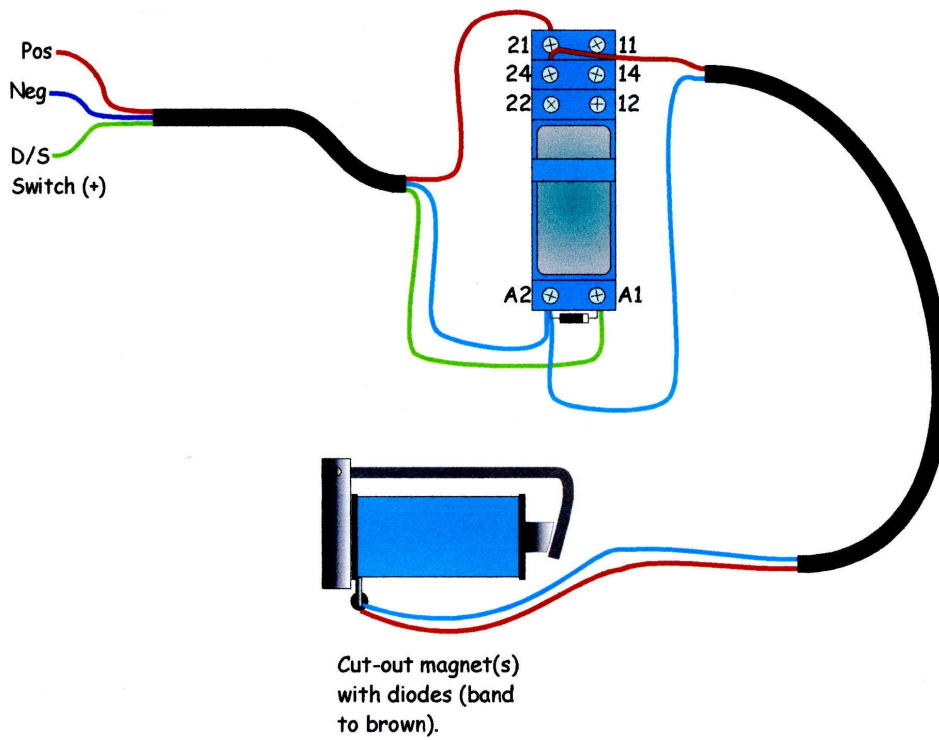 Pos
Neg
D/S
Switch (+)
21 11
24 14
22 12
A2 A1
Cut-out magnet(s)
with diodes (band
to brown).